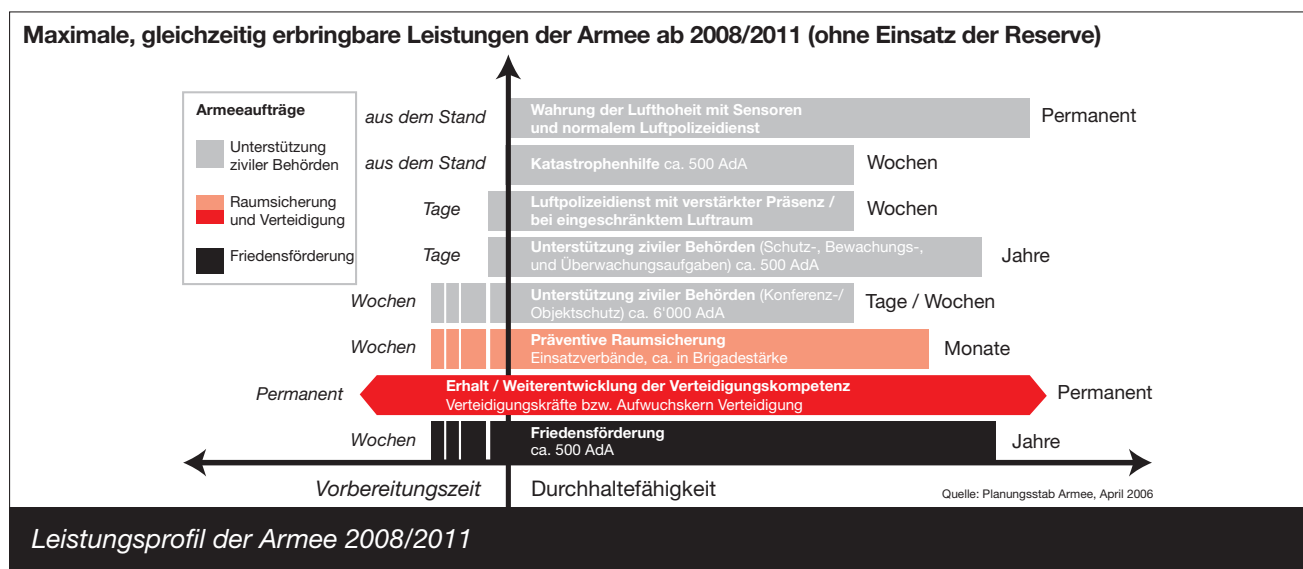 Maximale, gleichzeitig erbringbare Leistungen der Armee ab 2008/2011 (ohne Einsatz der Reserve)
Armeeaufträge
Unterstützung
ziviler Behörden
Raumsicherung
und Verteidigung
Friedensförderung
aus dem Stand
Wahrung der Lufthoheit mit Sensoren
und normalem Luftpolizeidienst
Permanent
aus dem Stand
Katastrophenhilfe ca. 500 AdA
Wochen
Tage
Luftpolizeidienst mit verstärkter Präsenz /
bei eingeschränktem Luftraum
Wochen
Tage
Unterstützung ziviler Behörden (Schutz-, Bewachungs-,
und Überwachungsaufgaben) ca. 500 AdA
Jahre
Wochen
Unterstützung ziviler Behörden (Konferenz-/
Objektschutz) ca. 6'000 AdA
Tage / Wochen
Wochen
Präventive Raumsicherung
Einsatzverbände, ca. in Brigadestärke
Monate
Permanent
Erhalt / Weiterentwicklung der Verteidigungskompetenz
Verteidigungskräfte bzw. Aufwuchskern Verteidigung
Permanent
Wochen
Friedensförderung
ca. 500 AdA
Jahre
Vorbereitungszeit
Durchhaltefähigkeit
Quelle: Planungsstab Armee, April 2006
Leistungsprofil der Armee 2008/2011